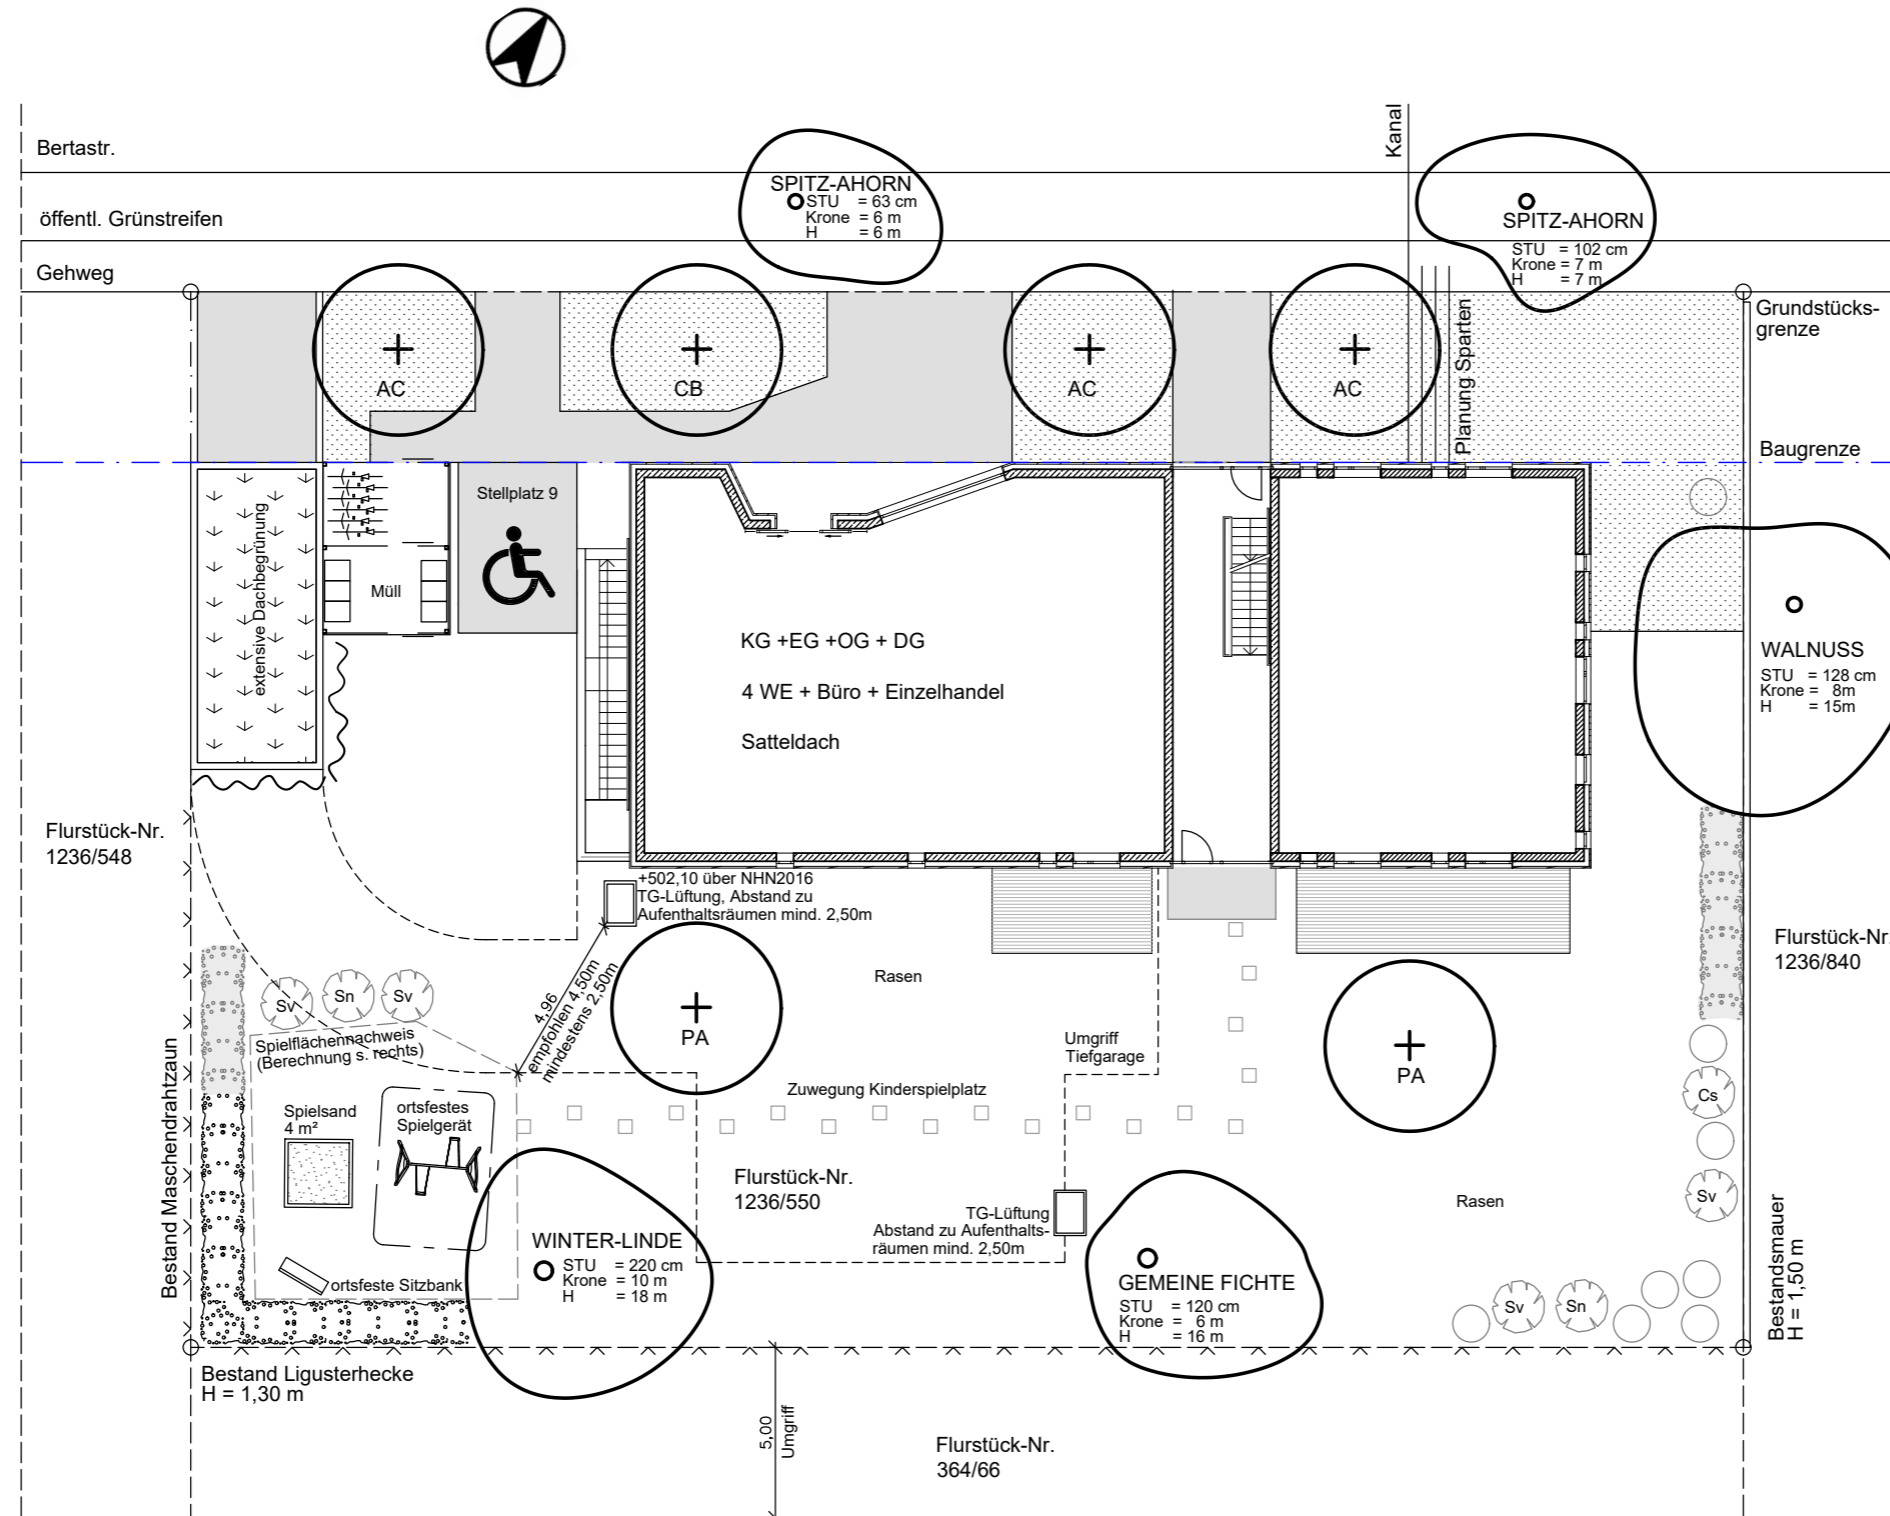 Bertastr.
Kanal
SPITZ-AHORN
STU = 63 cm
Krone = 6 m
H = 6 m
SPITZ-AHORN
STU = 102 cm
Krone = 7 m
H = 7 m
öffentl. Grünstreifen
Gehweg
Grundstücks-
grenze
AC
CB
AC
AC
Planung Sparten
Baugrenze
extensive Dachbegrünung
Stellplatz 9
Müll
KG +EG +OG + DG
4 WE + Büro + Einzelhandel
Satteldach
WALNUSS
STU = 128 cm
Krone = 8m
H = 15m
Flurstück-Nr.
1236/548
+502,10 über NHN2016
TG-Lüftung, Abstand zu
Aufenthaltsräumen mind. 2,50m
Rasen
Flurstück-Nr.
1236/840
Sv
Sn
Sv
4,96
empfohlen 4,50m
mindestens 2,50m
PA
PA
Spielflächennachweis
(Berechnung s. rechts)
Umgriff
Tiefgarage
Zuwegung Kinderspielplatz
Bestand Maschendrahtzaun
Spielsand
4 m²
ortsfestes
Spielgerät
Cs
Flurstück-Nr.
1236/550
TG-Lüftung
Abstand zu Aufenthalts-
räumen mind. 2,50m
Rasen
Sv
WINTER-LINDE
STU = 220 cm
Krone = 10 m
H = 18 m
ortsfeste Sitzbank
GEMEINE FICHTE
STU = 120 cm
Krone = 6 m
H = 16 m
Sv
Sn
Bestandsmauer
H = 1,50 m
Bestand Ligusterhecke
H = 1,30 m
5,00
Umgriff
Flurstück-Nr.
364/66